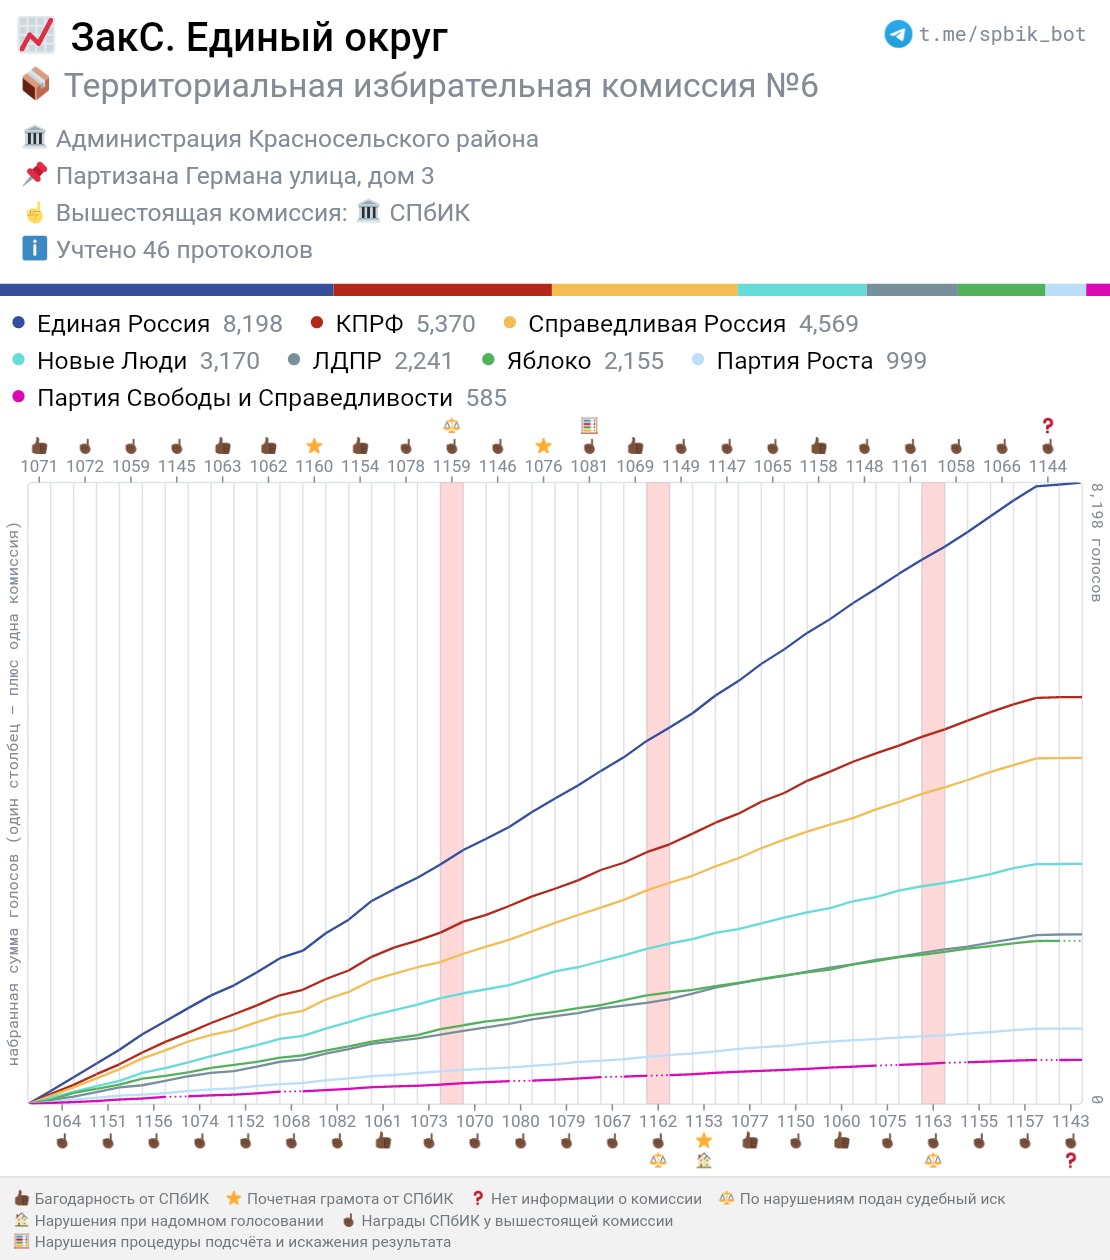 ЗакС. Единый округ
t.me/spbik_bot
Территориальная избирательная комиссия №6
Администрация Красносельского района
Партизана Германа улица, дом 3
Вышестоящая комиссия: СПбИК
Учтено 46 протоколов
Единая Россия 8,198 КПРФ 5,370 Справедливая Россия 4,569
Новые Люди 3,170 ЛДПР 2,241 Яблоко 2,155 Партия Роста 999
Партия Свободы и Справедливости 585
1071 1072 1059 1145 1063 1062 1160 1154 1078 1159 1146 1076 1081 1069 1149 1147 1065 1158 1148 1161 1058 1066 1144
набранная сумма голосов (один столбец — плюс одна комиссия)
8,198 голосов
0
1064 1151 1156 1074 1152 1068 1082 1061 1073 1070 1080 1079 1067 1162 1153 1077 1150 1060 1075 1163 1155 1157 1143
Багодарность от СПбИК Почетная грамота от СПбИК Нет информации о комиссии По нарушениям подан судебный иск
Нарушения при надомном голосовании Награды СПбИК у вышестоящей комиссии
Нарушения процедуры подсчёта и искажения результата